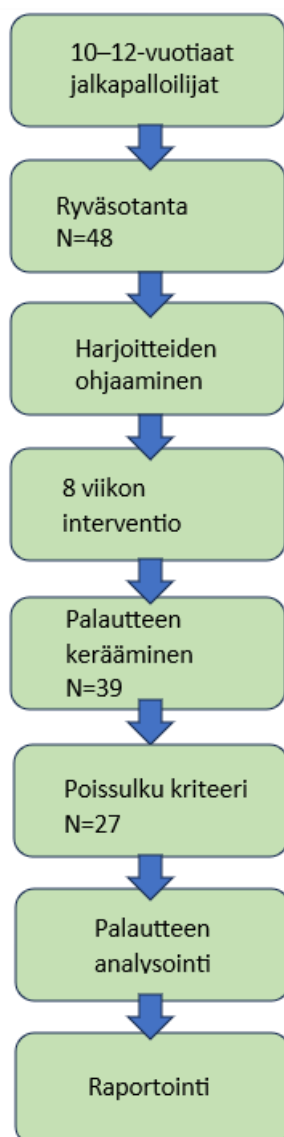 10–12-vuotiaat
jalkapalloilijat
Ryväsotanta
N=48
Harjoitteiden
ohjaaminen
8 viikon
interventio
Palautteen
kerääminen
N=39
Poissulku kriteeri
N=27
Palautteen
analysointi
Raportointi